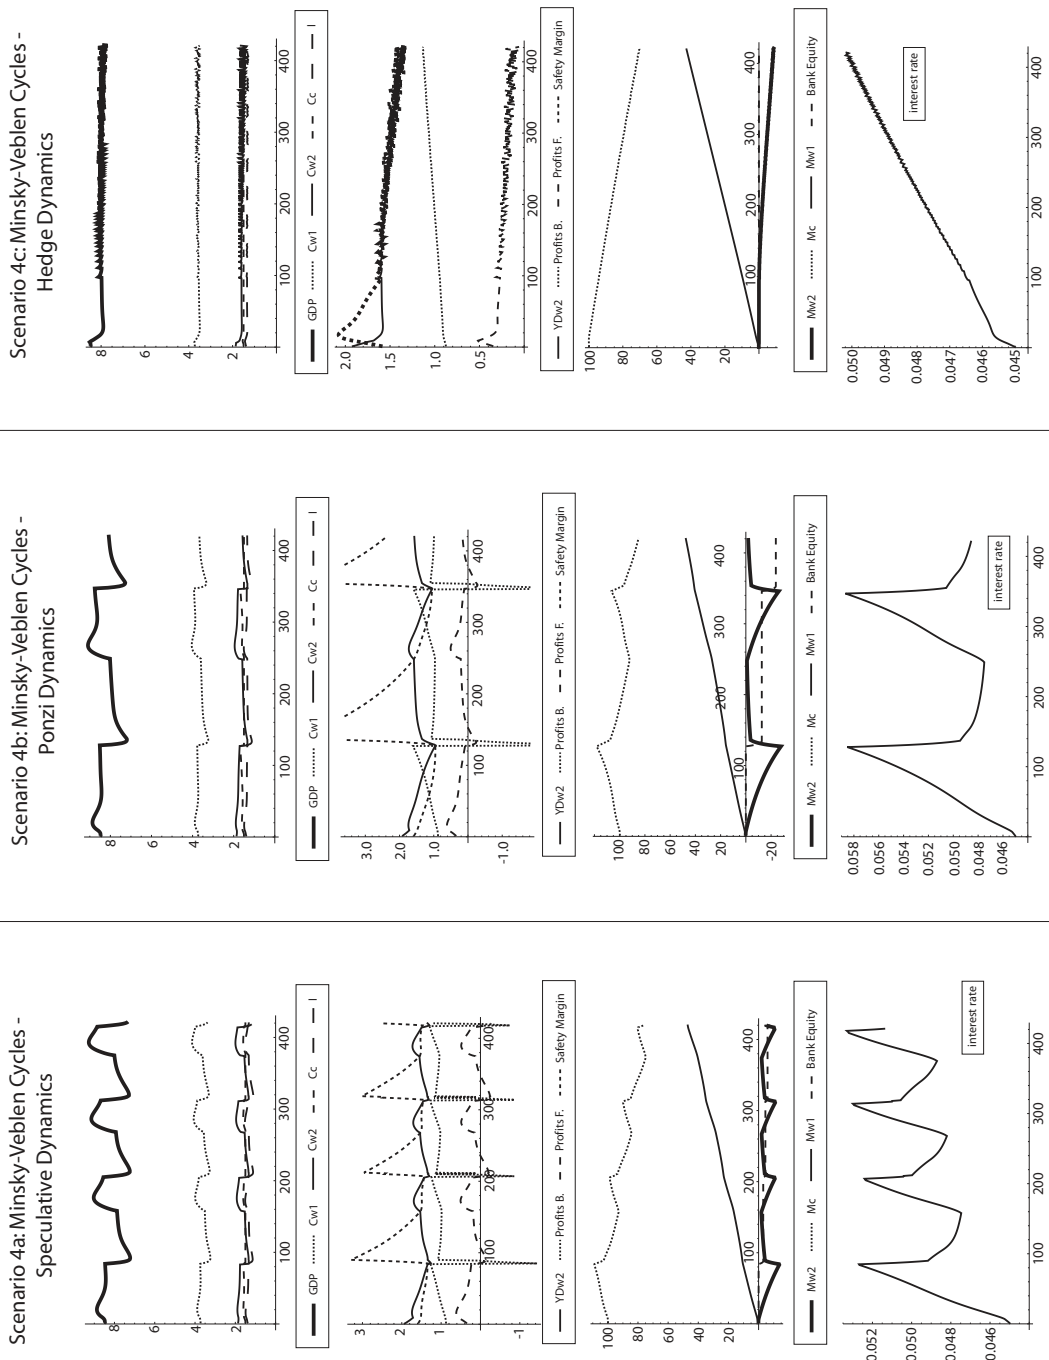 Scenario 4a: Minsky-Veblen Cycles -
Speculative Dynamics
8
6
4
2
100 200 300 400
GDP Cw1 Cw2 Cc I
3
2
1
-1
100 200 300 400
YDw2 Profits B. Profits F. Safety Margin
100
80
60
40
20
100 200 300 400
Mw2 Mc Mw1 Bank Equity
0.052
0.050
0.048
0.046
100 200 300 400
interest rate
Scenario 4b: Minsky-Veblen Cycles -
Ponzi Dynamics
8
6
4
2
100 200 300 400
GDP Cw1 Cw2 Cc I
3.0
2.0
1.0
-1.0
100 200 300 400
YDw2 Profits B. Profits F. Safety Margin
100
80
60
40
20
-20
100 200 300 400
Mw2 Mc Mw1 Bank Equity
0.058
0.056
0.054
0.052
0.050
0.048
0.046
100 200 300 400
interest rate
Scenario 4c: Minsky-Veblen Cycles -
Hedge Dynamics
8
6
4
2
100 200 300 400
GDP Cw1 Cw2 Cc I
2.0
1.5
1.0
0.5
100 200 300 400
YDw2 Profits B. Profits F. Safety Margin
100
80
60
40
20
100 200 300 400
Mw2 Mc Mw1 Bank Equity
0.050
0.049
0.048
0.047
0.046
0.045
100 200 300 400
interest rate